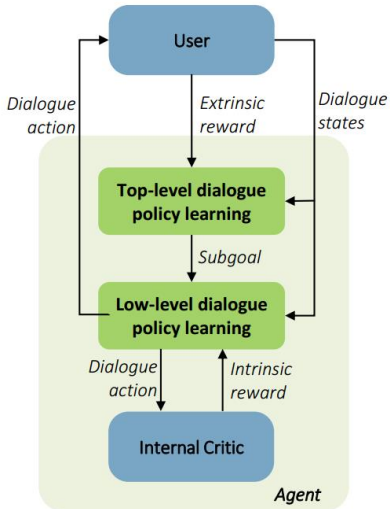 User
Dialogue
action
Extrinsic
reward
Dialogue
states
Top-level dialogue
policy learning
Subgoal
Low-level dialogue
policy learning
Dialogue
action
Intrinsic
reward
Internal Critic
Agent